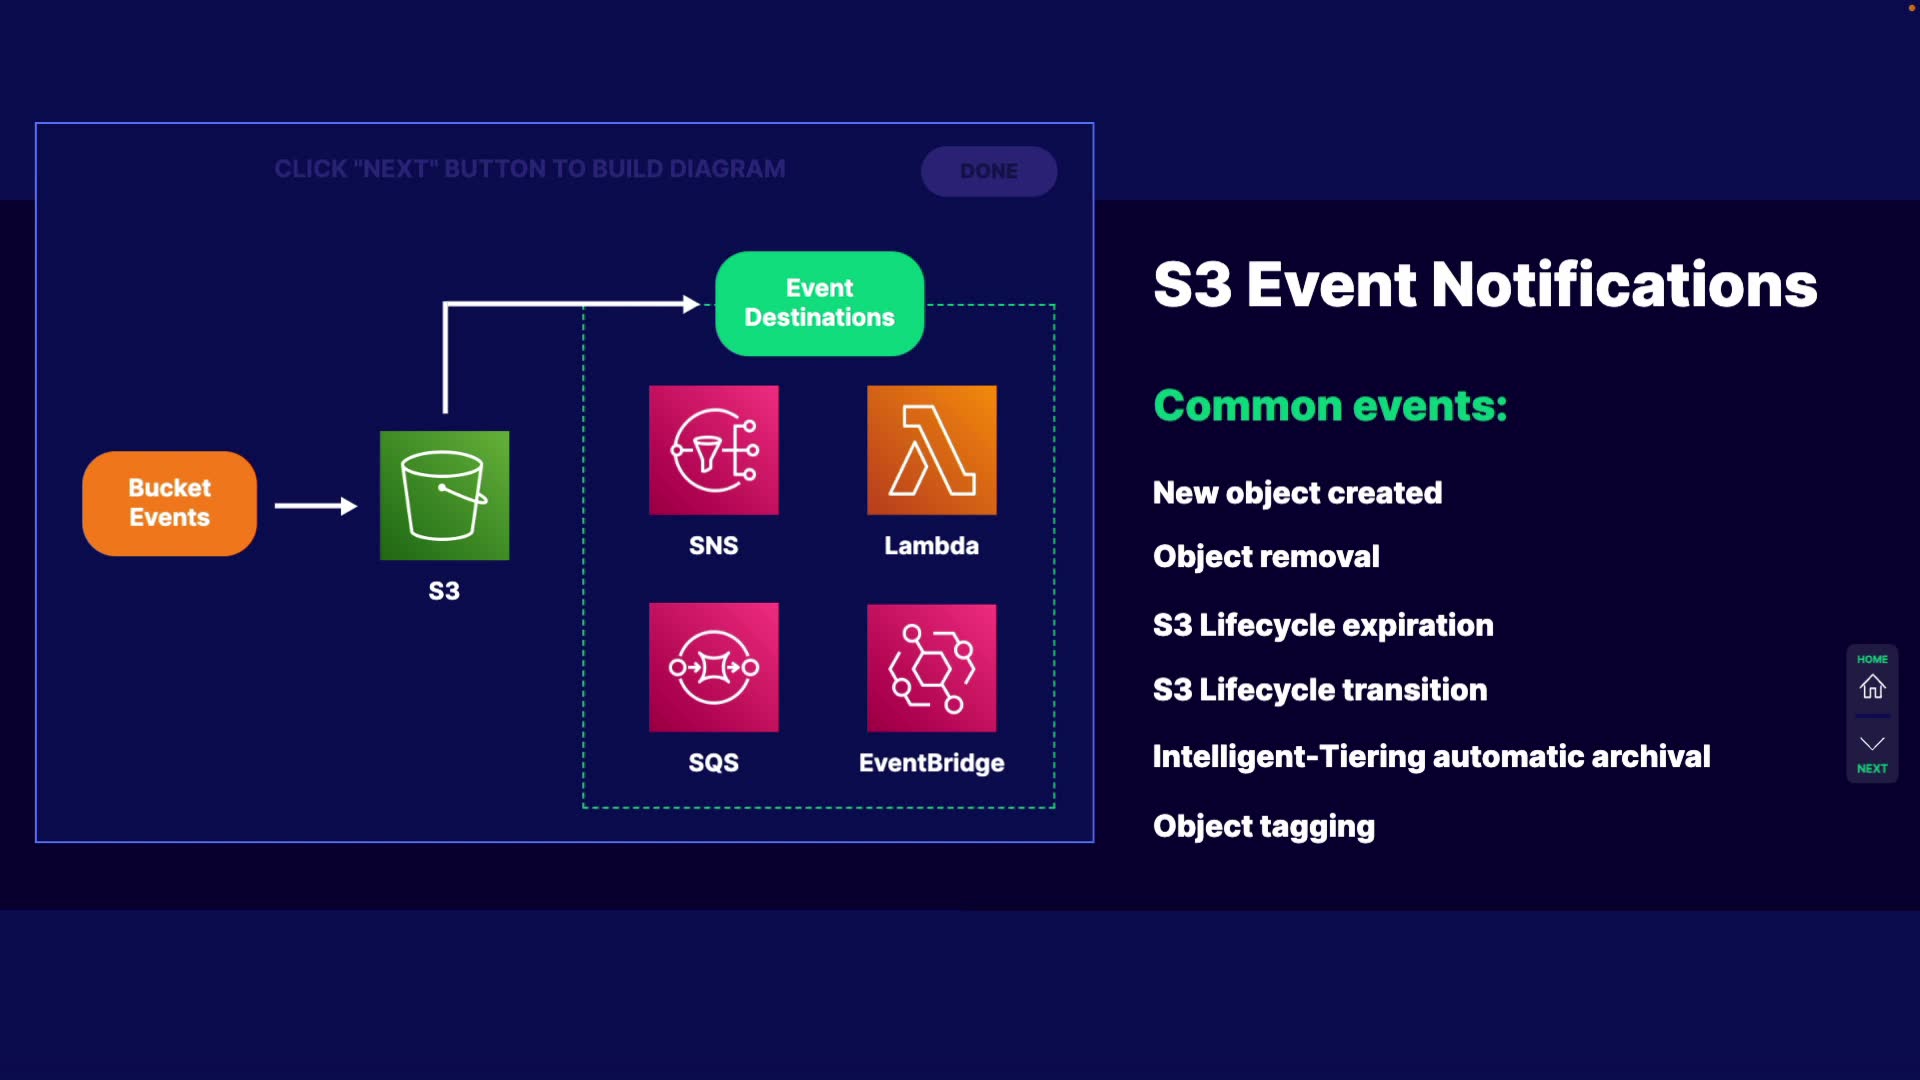 CLICK "NEXT" BUTTON TO BUILD DIAGRAM
DONE
Event
Destinations
Bucket
Events
S3
SNS
Lambda
SQS
EventBridge
S3 Event Notifications
Common events:
New object created
Object removal
S3 Lifecycle expiration
S3 Lifecycle transition
Intelligent-Tiering automatic archival
Object tagging
HOME
NEXT